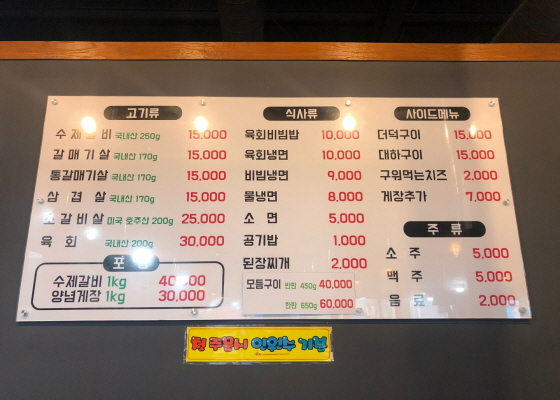 고기류
수제갈비 국내산 250g 15,000
갈매기살 국내산 170g 15,000
통갈매기살 국내산 170g 15,000
삼겹살 국내산 170g 15,000
소갈비살 미국 호주산 200g 25,000
육회 국내산 200g 30,000
포장
수제갈비 1kg 40,000
양념게장 1kg 30,000
식사류
육회비빔밥 10,000
육회냉면 10,000
비빔냉면 9,000
물냉면 8,000
소면 5,000
공기밥 1,000
된장찌개 2,000
모듬구이 반판 450g 40,000
한판 650g 60,000
사이드메뉴
더덕구이 15,000
대하구이 15,000
구워먹는치즈 2,000
게장추가 7,000
주류
소주 5,000
맥주 5,000
음료 2,000
첫 주문시 인원수 기본